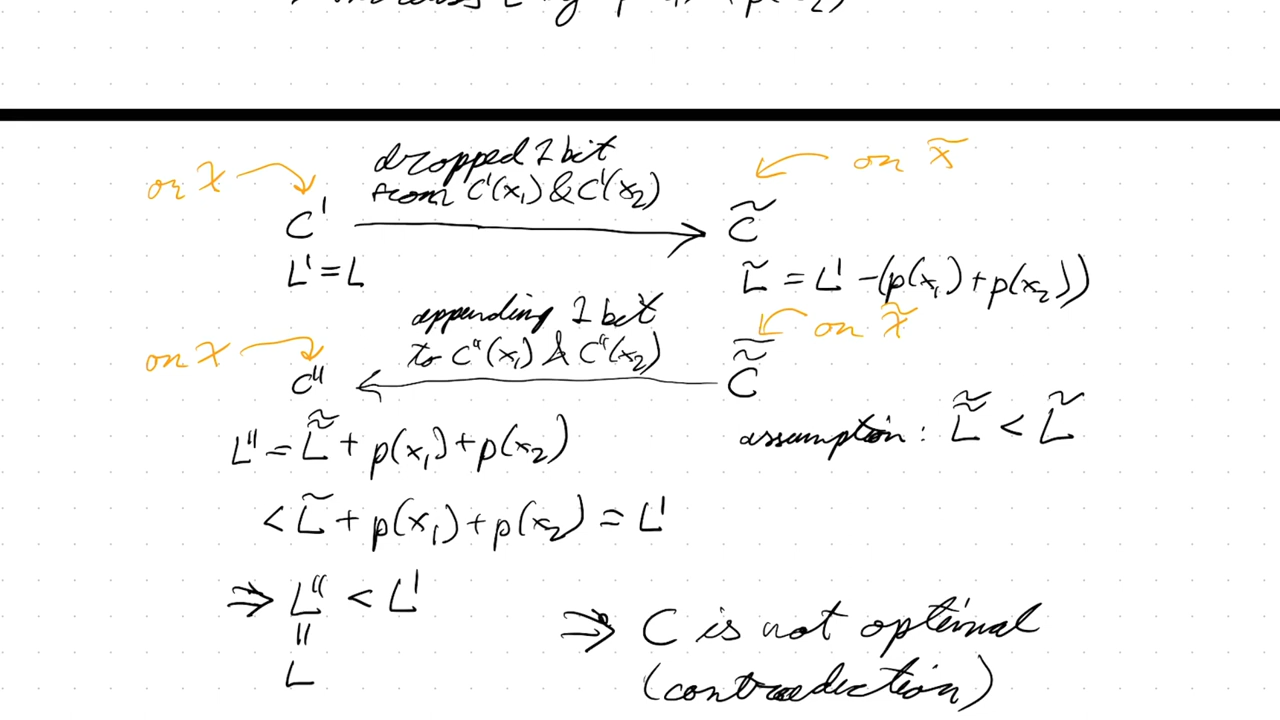 L by p
dropped 1 bit
from C'(x₁) & C'(x₂)
on X
C'
C̃
on X̃
L' = L
L̃ = L' - (p(x₁) + p(x₂))
appending 1 bit
to C"(x₁) & C"(x₂)
on X
C"
C̃̃
on X̃
assumption: L̃̃ < L̃
L" = L̃̃ + p(x₁) + p(x₂)
< L̃ + p(x₁) + p(x₂) = L'
⇒ L" < L'
"
L
⇒ C is not optimal
(contradiction)